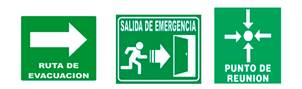 RUTA DE
EVACUACION
SALIDA DE EMERGENCIA
PUNTO DE
REUNION